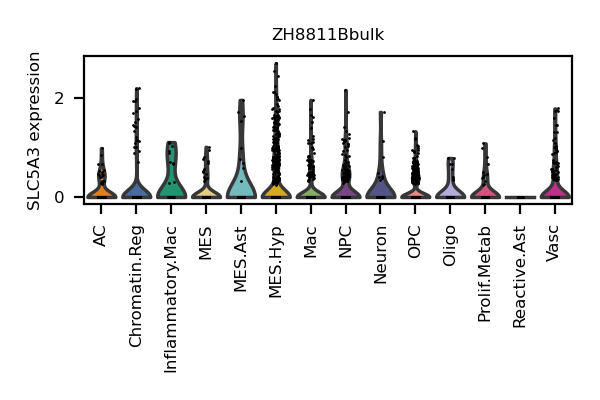 ZH8811Bbulk
SLC5A3 expression
2
0
AC
Chromatin.Reg
Inflammatory.Mac
MES
MES.Ast
MES.Hyp
Mac
NPC
Neuron
OPC
Oligo
Prolif.Metab
Reactive.Ast
Vasc